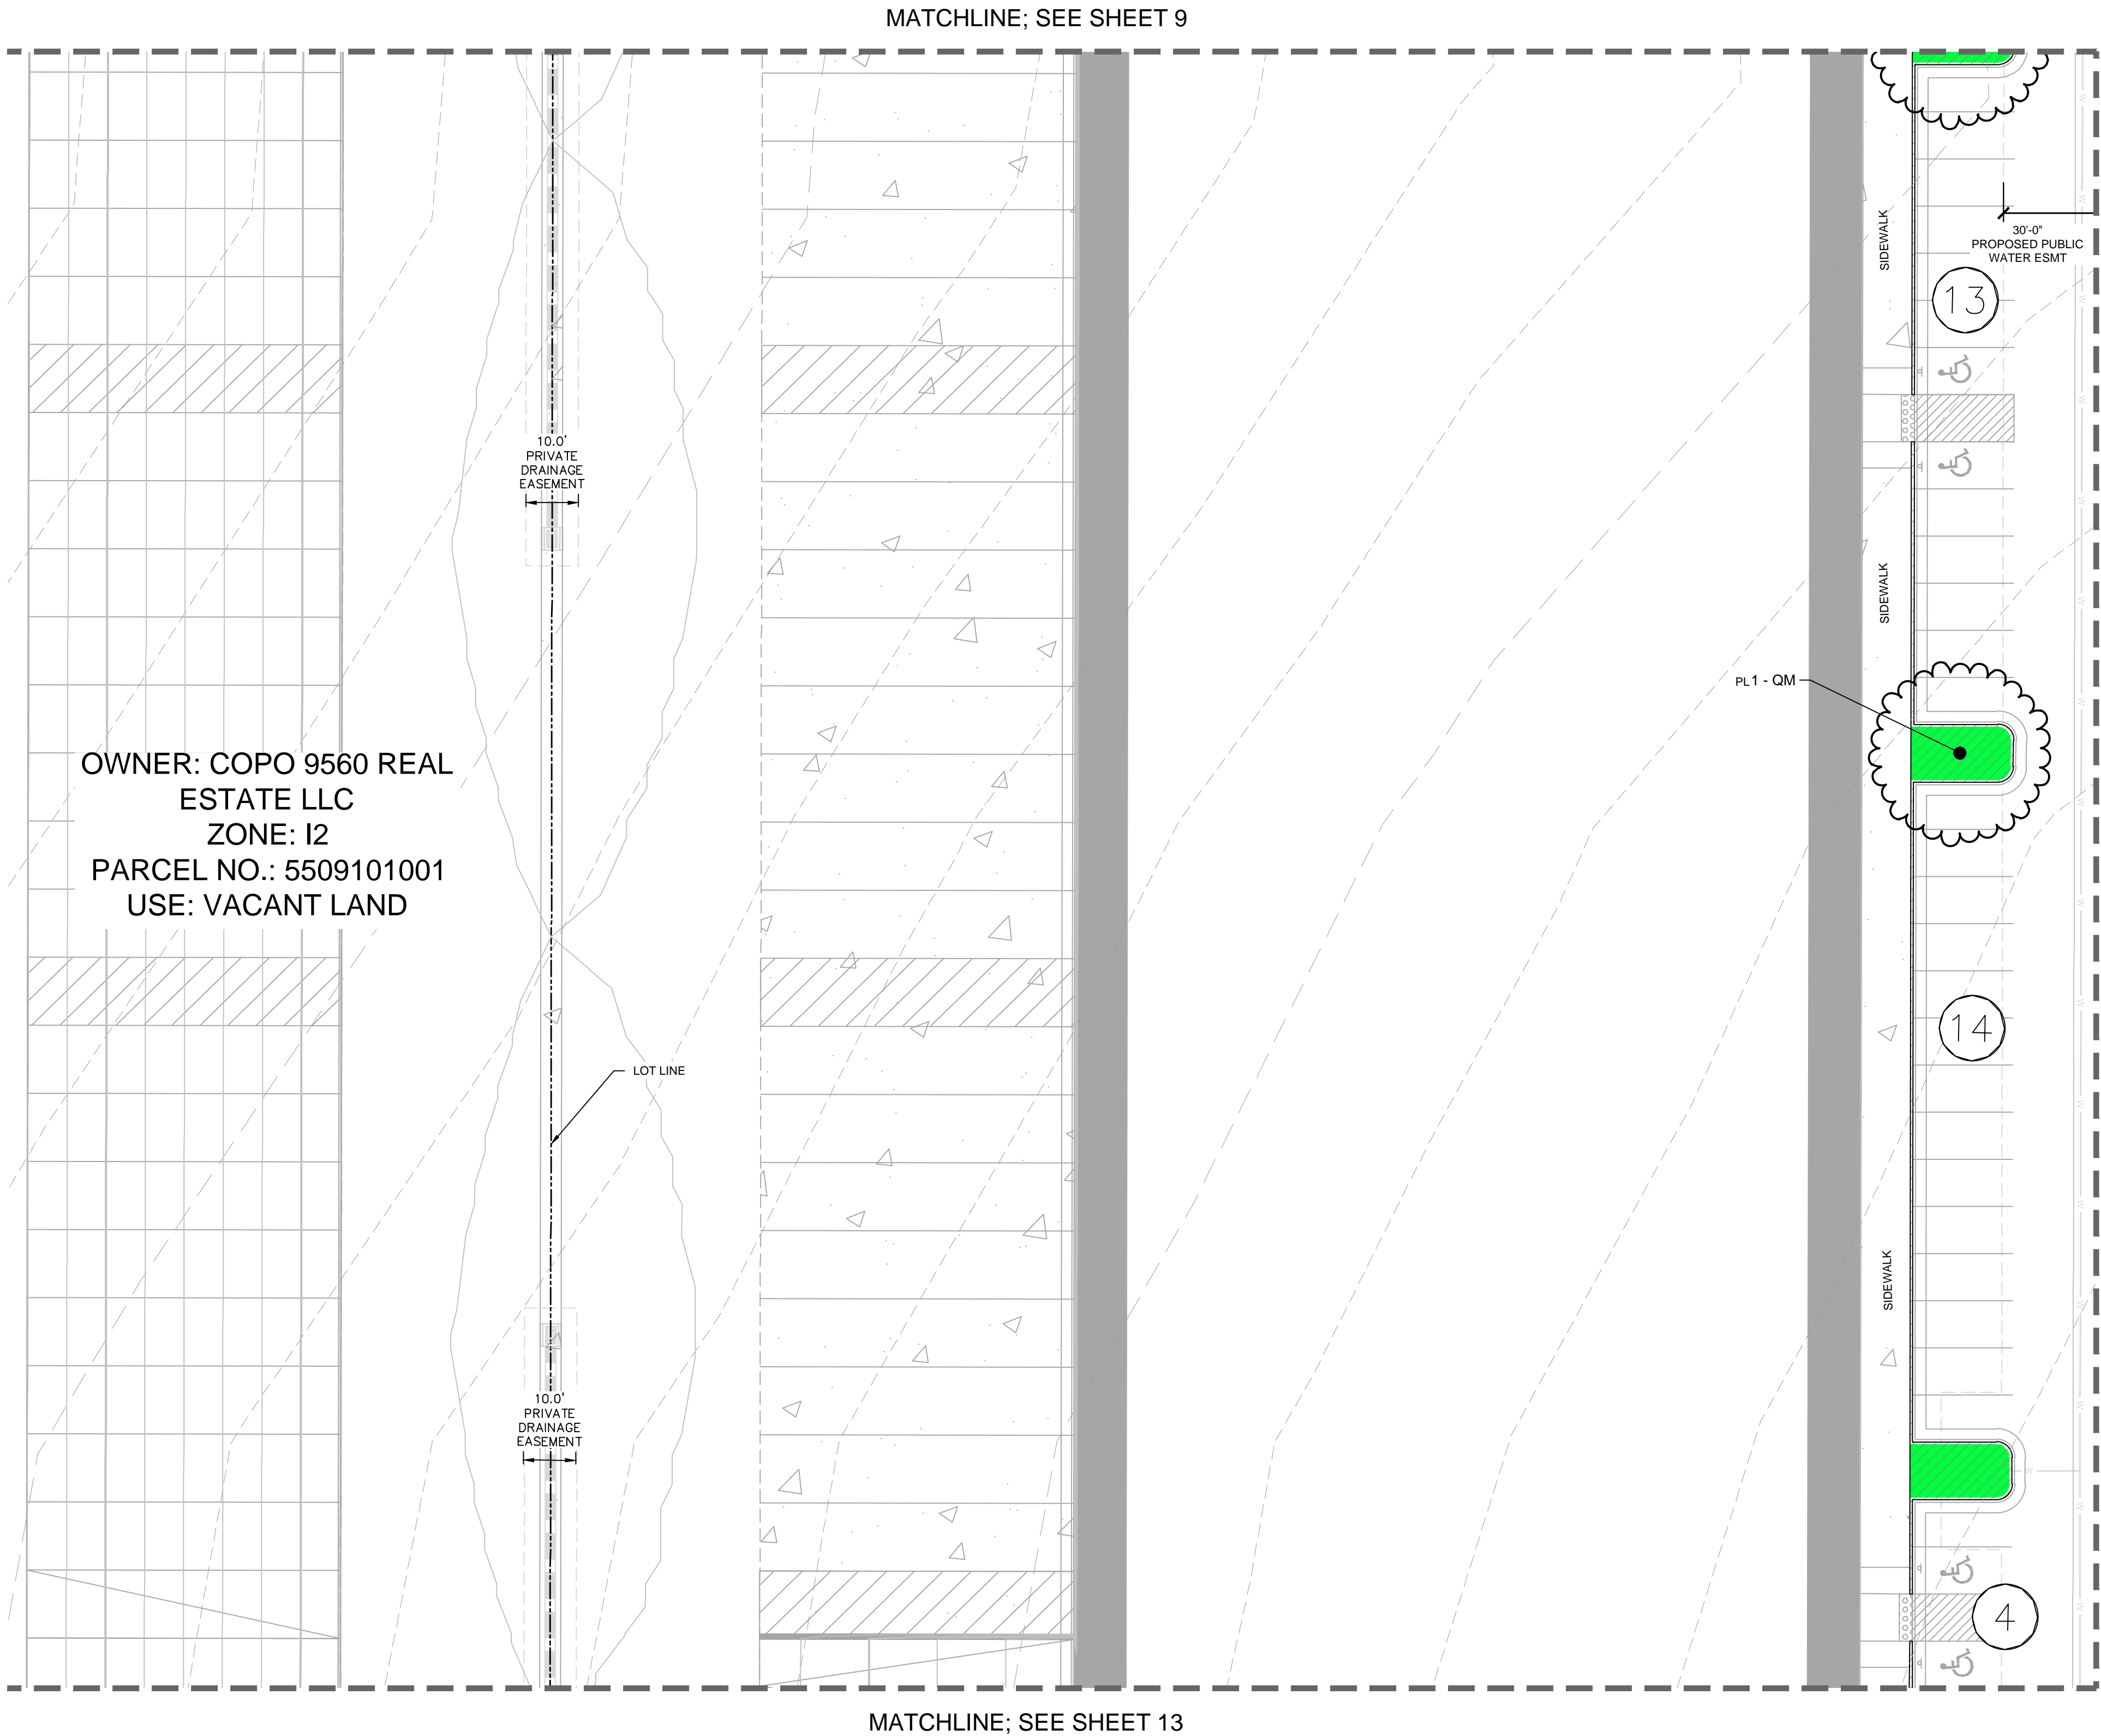 MATCHLINE; SEE SHEET 9
SIDEWALK
30'-0"
PROPOSED PUBLIC
WATER ESMT
13
10.0'
PRIVATE
DRAINAGE
EASEMENT
SIDEWALK
PL1 - QM
OWNER: COPO 9560 REAL
ESTATE LLC
ZONE: I2
PARCEL NO.: 5509101001
USE: VACANT LAND
14
LOT LINE
SIDEWALK
10.0'
PRIVATE
DRAINAGE
EASEMENT
4
W
W
W
W
W
W
W
W
W
MATCHLINE; SEE SHEET 13